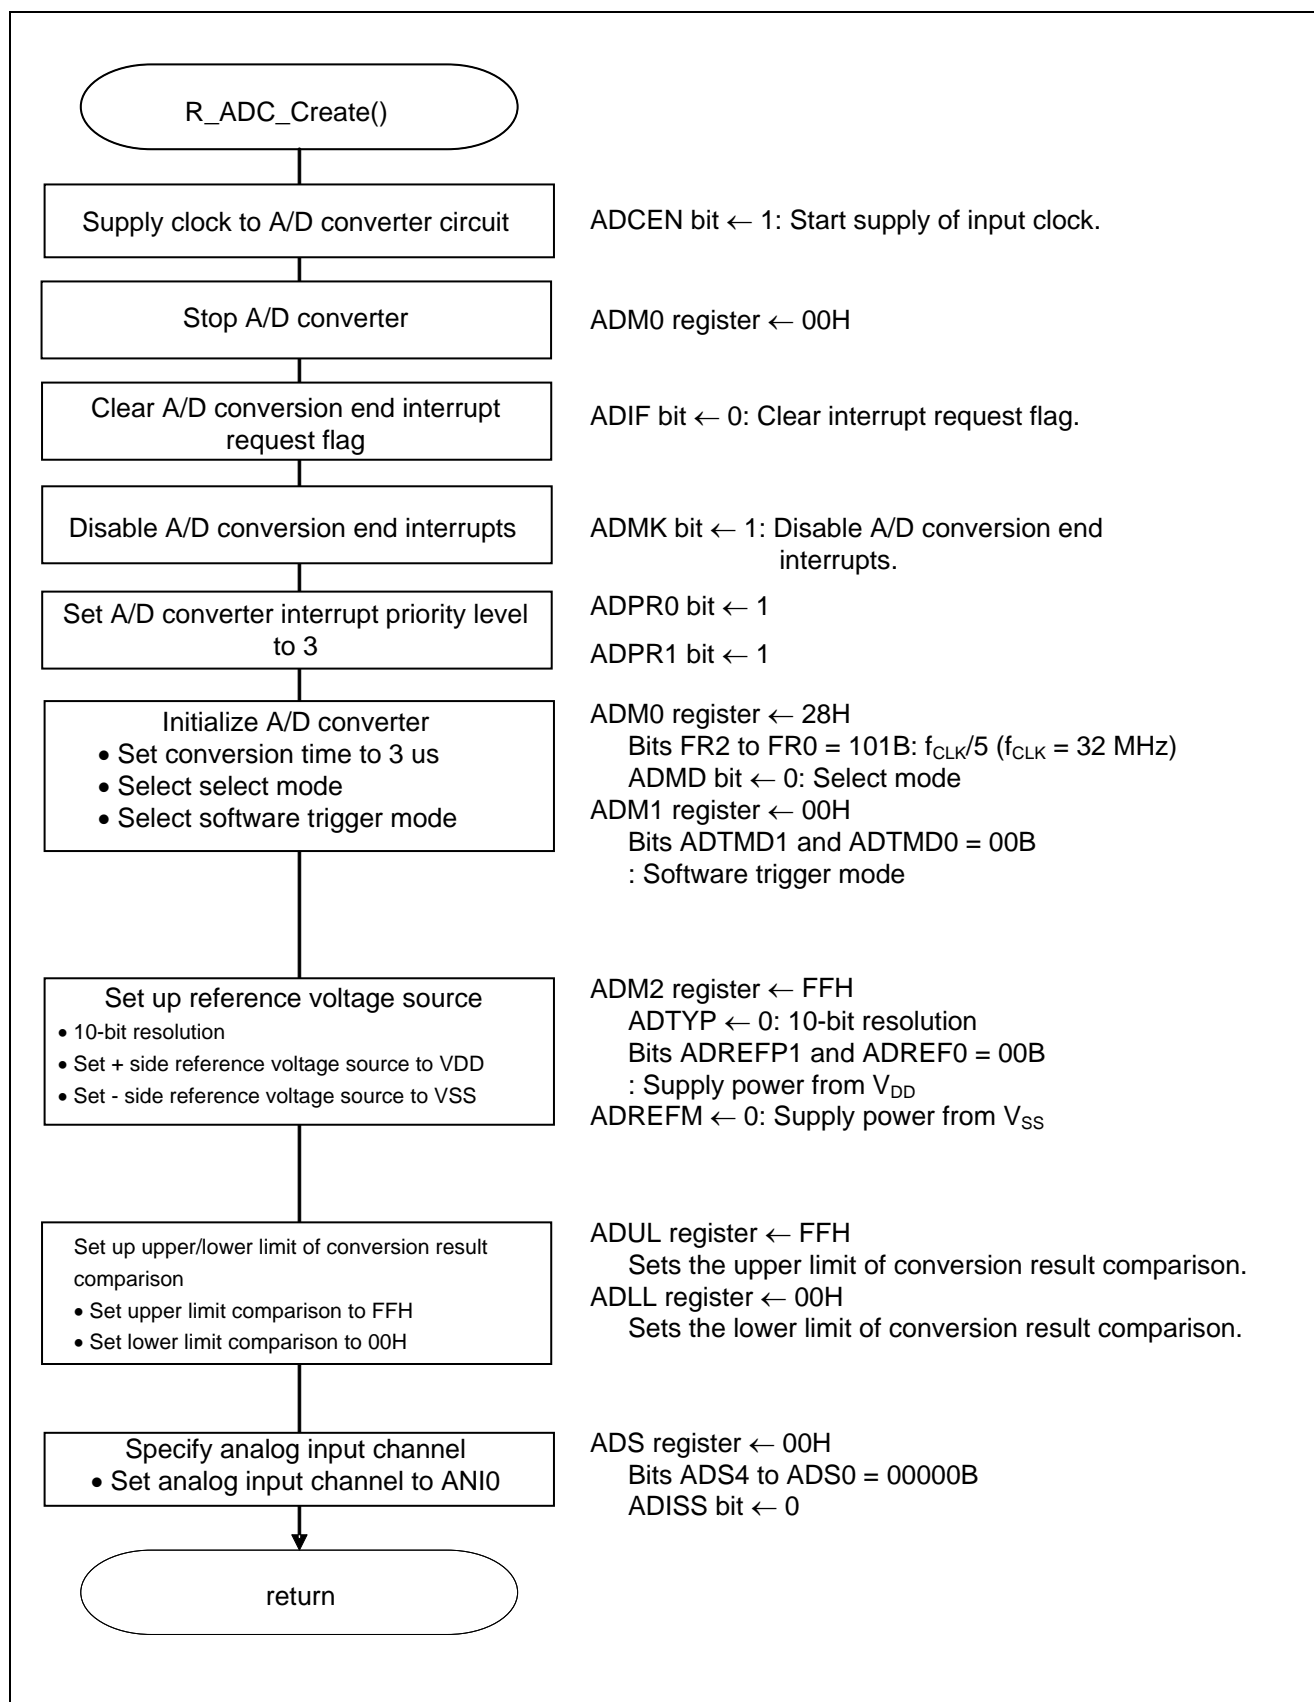 R_ADC_Create()
Supply clock to A/D converter circuit
ADCEN bit ← 1: Start supply of input clock.
Stop A/D converter
ADM0 register ← 00H
Clear A/D conversion end interrupt
request flag
ADIF bit ← 0: Clear interrupt request flag.
Disable A/D conversion end interrupts
ADMK bit ← 1: Disable A/D conversion end
interrupts.
Set A/D converter interrupt priority level
to 3
ADPR0 bit ← 1
ADPR1 bit ← 1
Initialize A/D converter
• Set conversion time to 3 us
• Select select mode
• Select software trigger mode
ADM0 register ← 28H
Bits FR2 to FR0 = 101B: fCLK/5 (fCLK = 32 MHz)
ADMD bit ← 0: Select mode
ADM1 register ← 00H
Bits ADTMD1 and ADTMD0 = 00B
: Software trigger mode
Set up reference voltage source
• 10-bit resolution
• Set + side reference voltage source to VDD
• Set - side reference voltage source to VSS
ADM2 register ← FFH
ADTYP ← 0: 10-bit resolution
Bits ADREFP1 and ADREF0 = 00B
: Supply power from VDD
ADREFM ← 0: Supply power from VSS
Set up upper/lower limit of conversion result
comparison
• Set upper limit comparison to FFH
• Set lower limit comparison to 00H
ADUL register ← FFH
Sets the upper limit of conversion result comparison.
ADLL register ← 00H
Sets the lower limit of conversion result comparison.
Specify analog input channel
• Set analog input channel to ANI0
ADS register ← 00H
Bits ADS4 to ADS0 = 00000B
ADISS bit ← 0
return